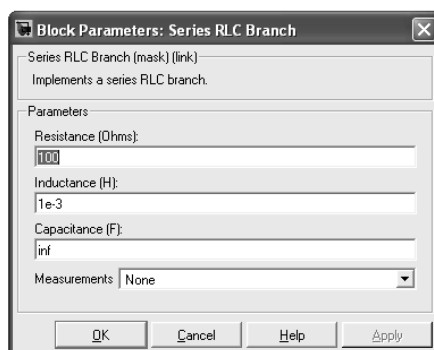 Block Parameters: Series RLC Branch
Series RLC Branch (mask) (link)
Implements a series RLC branch.
Parameters
Resistance (Ohms):
100
Inductance (H):
1e-3
Capacitance (F):
inf
Measurements None
OK Cancel Help Apply